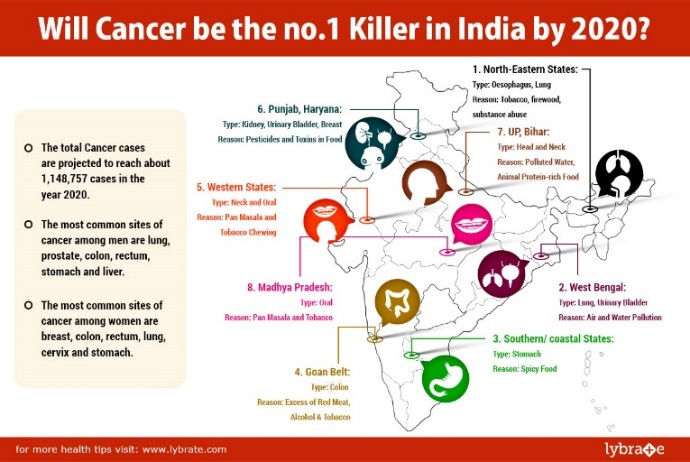 Will Cancer be the no.1 Killer in India by 2020?
The total Cancer cases
are projected to reach about
1,148,757 cases in the
year 2020.
The most common sites of
cancer among men are lung,
prostate, colon, rectum,
stomach and liver.
The most common sites of
cancer among women are
breast, colon, rectum, lung,
cervix and stomach.
1. North-Eastern States:
Type: Oesophagus, Lung
Reason: Tobacco, firewood,
substance abuse
6. Punjab, Haryana:
Type: Kidney, Urinary Bladder, Breast
Reason: Pesticides and Toxins in Food
7. UP, Bihar:
Type: Head and Neck
Reason: Polluted Water,
Animal Protein-rich Food
5. Western States:
Type: Neck and Oral
Reason: Pan Masala and
Tobacco Chewing
8. Madhya Pradesh:
Type: Oral
Reason: Pan Masala and Tobacco
2. West Bengal:
Type: Lung, Urinary Bladder
Reason: Air and Water Pollution
3. Southern/ coastal States:
Type: Stomach
Reason: Spicy Food
4. Goan Belt:
Type: Colon
Reason: Excess of Red Meat,
Alcohol & Tobacco
for more health tips visit: www.lybrate.com
lybrate